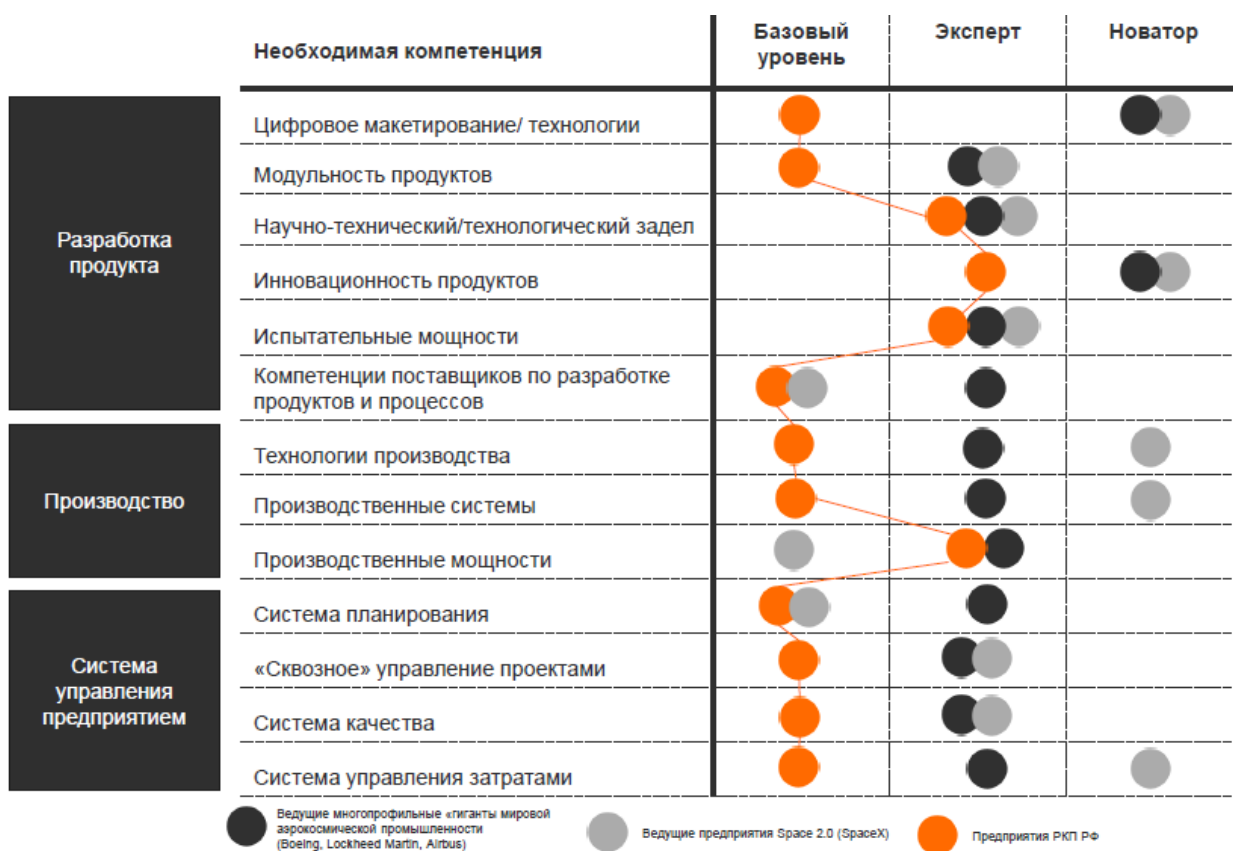 Необходимая компетенция
Базовый
уровень
Эксперт
Новатор
Разработка
продукта
Цифровое макетирование/ технологии
Модульность продуктов
Научно-технический/технологический задел
Инновационность продуктов
Испытательные мощности
Компетенции поставщиков по разработке
продуктов и процессов
Производство
Технологии производства
Производственные системы
Производственные мощности
Система
управления
предприятием
Система планирования
«Сквозное» управление проектами
Система качества
Система управления затратами
Ведущие многопрофильные «гиганты мировой
аэрокосмической промышленности
(Boeing, Lockheed Martin, Airbus)
Ведущие предприятия Space 2.0 (SpaceX)
Предприятия РКП РФ